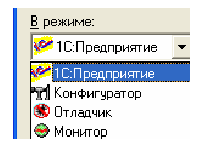 В режиме:
1С:Предприятие
1С:Предприятие
Конфигуратор
Отладчик
Монитор